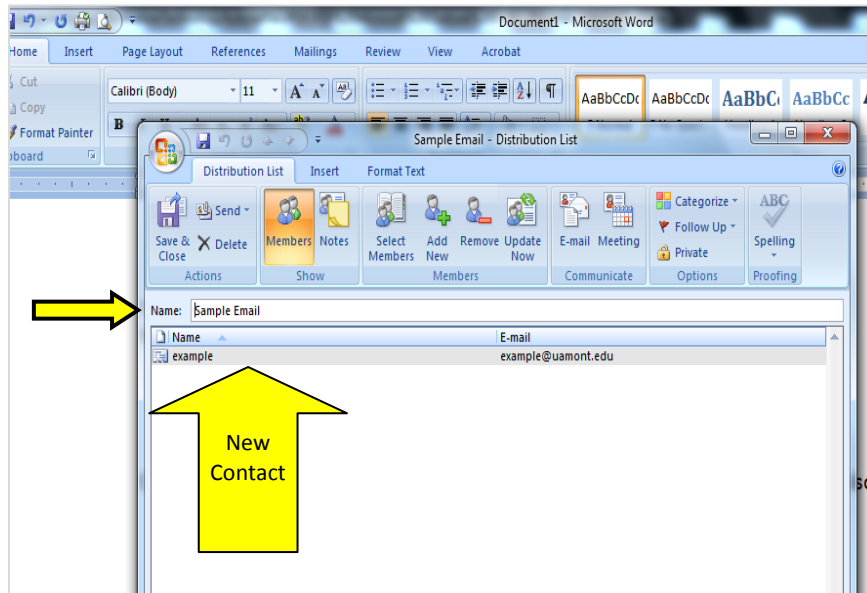 Document1 - Microsoft Word
Home Insert Page Layout References Mailings Review View Acrobat
Cut
Copy
Format Painter
Calibri (Body) 11
AaBbCcDc AaBbCcDc AaBbC AaBbCc
B
Sample Email - Distribution List
Distribution List Insert Format Text
Save & Close
Send
Delete
Members Notes
Select Members
Add New
Remove
Update Now
E-mail Meeting
Categorize
Follow Up
Private
ABC
Spelling
Actions Show Members Communicate Options Proofing
Name: Sample Email
Name E-mail
example example@uamont.edu
New
Contact